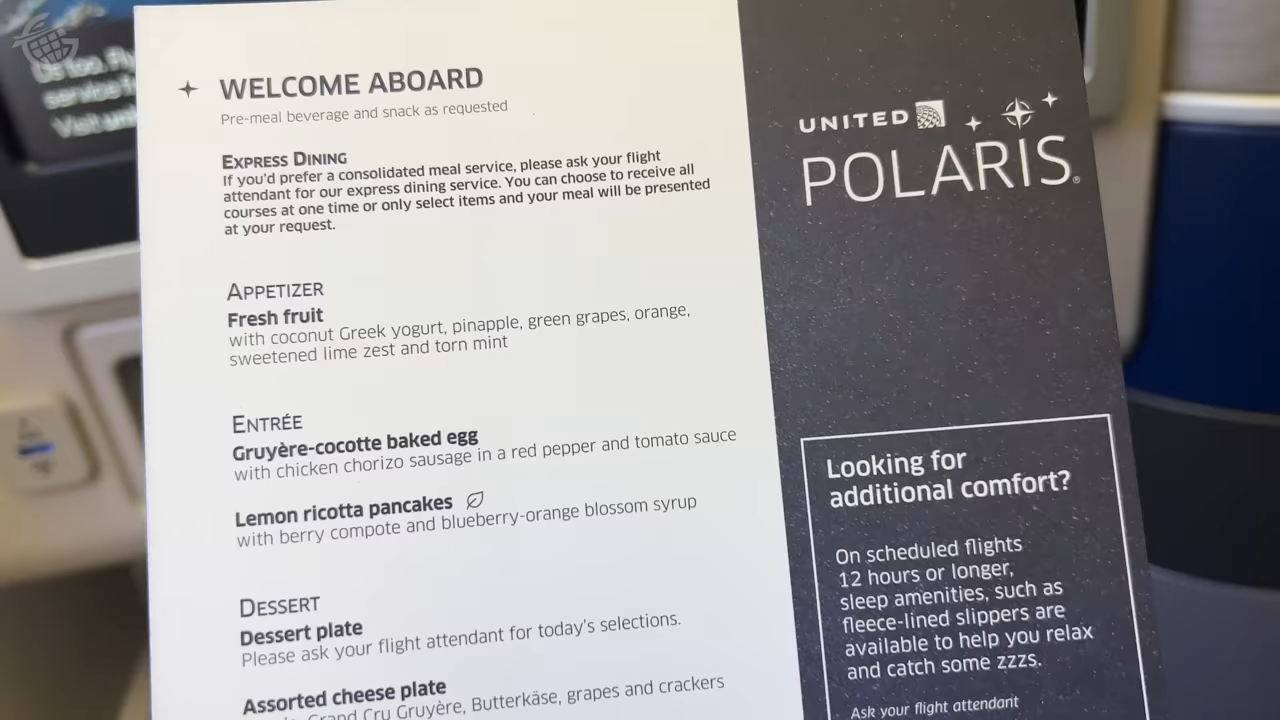 us too. Fly
service f
Visit uni
WELCOME ABOARD
Pre-meal beverage and snack as requested
EXPRESS DINING
If you'd prefer a consolidated meal service, please ask your flight
attendant for our express dining service. You can choose to receive all
courses at one time or only select items and your meal will be presented
at your request.
APPETIZER
Fresh fruit
with coconut Greek yogurt, pinapple, green grapes, orange,
sweetened lime zest and torn mint
ENTRÉE
Gruyère-cocotte baked egg
with chicken chorizo sausage in a red pepper and tomato sauce
Lemon ricotta pancakes
with berry compote and blueberry-orange blossom syrup
DESSERT
Dessert plate
Please ask your flight attendant for today's selections.
Assorted cheese plate
Grand Cru Gruyère, Butterkäse, grapes and crackers
UNITED
POLARIS®
Looking for
additional comfort?
On scheduled flights
12 hours or longer,
sleep amenities, such as
fleece-lined slippers are
available to help you relax
and catch some zzzs.
Ask your flight attendant